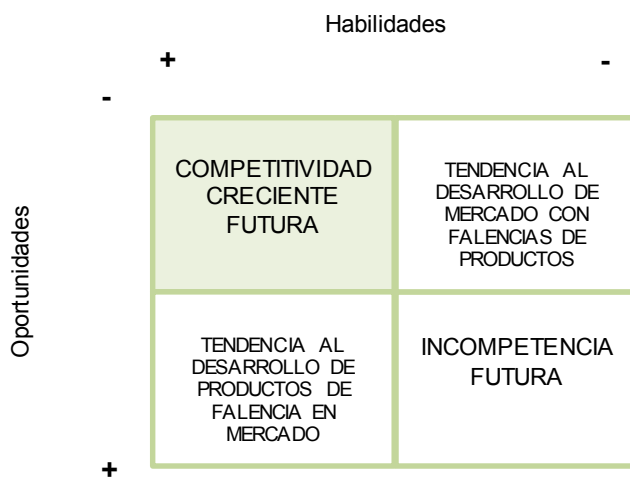 Habilidades
+ -
-
COMPETITIVIDAD
CRECIENTE
FUTURA
TENDENCIA AL
DESARROLLO DE
MERCADO CON
FALENCIAS DE
PRODUCTOS
Oportunidades
TENDENCIA AL
DESARROLLO DE
PRODUCTOS DE
FALENCIA EN
MERCADO
INCOMPETENCIA
FUTURA
+